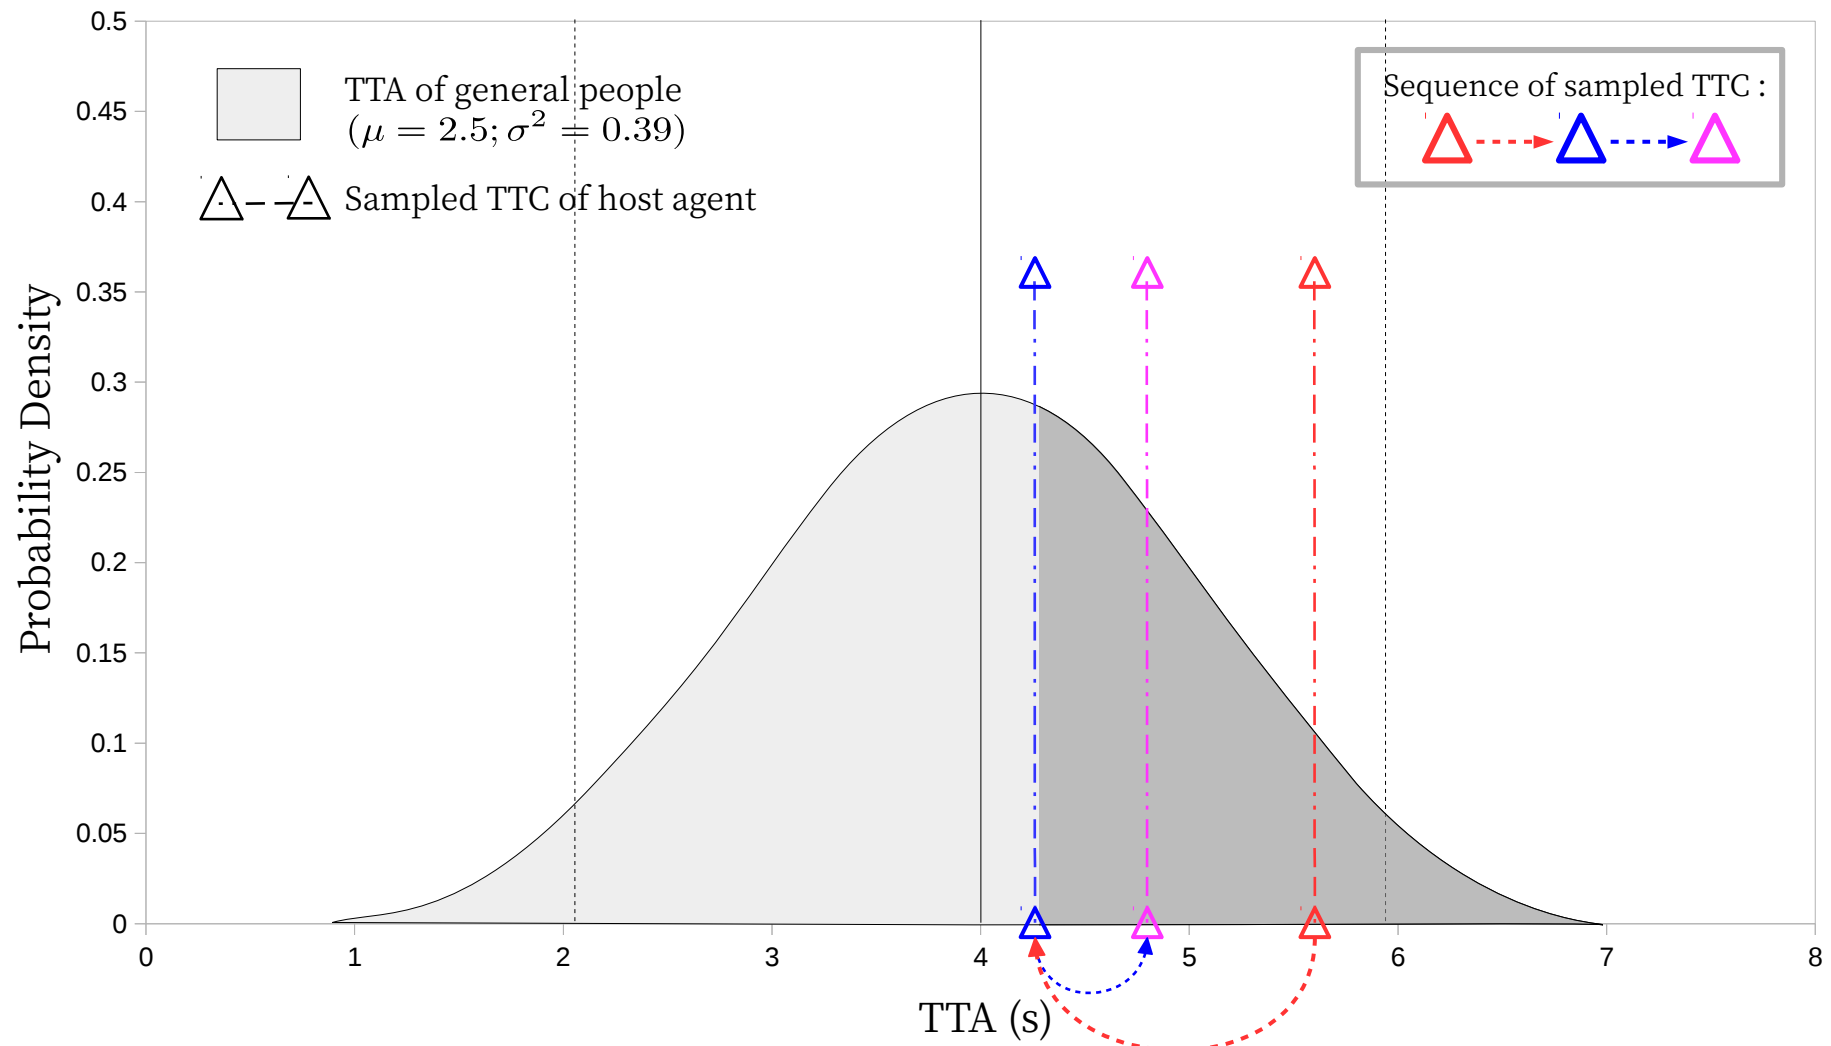 0.5
0.45
0.4
0.35
0.3
0.25
0.2
0.15
0.1
0.05
0
Probability Density
TTA of general people
(μ = 2.5; σ² = 0.39)
Sampled TTC of host agent
Sequence of sampled TTC :
0 1 2 3 4 5 6 7 8
TTA (s)